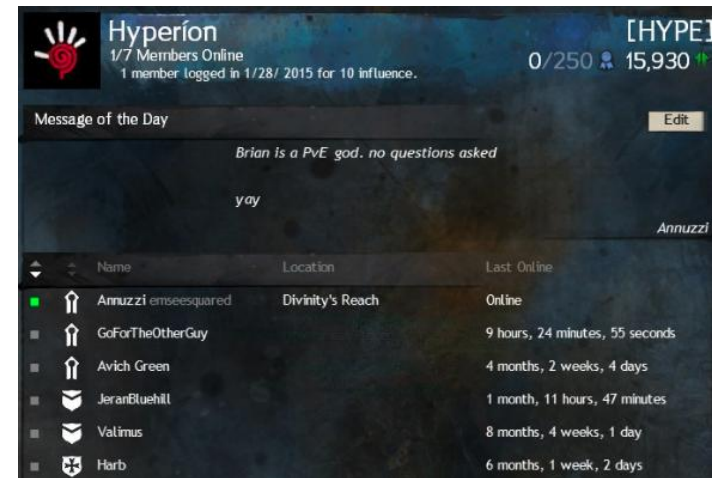 Hyperíon [HYPE]
1/7 Members Online
1 member logged in 1/28/ 2015 for 10 influence.
0/250 15,930
Message of the Day Edit
Brian is a PvE god. no questions asked
yay
Annuzzi
Name Location Last Online
Annuzzi emseesquared Divinity's Reach Online
GoForTheOtherGuy 9 hours, 24 minutes, 55 seconds
Avich Green 4 months, 2 weeks, 4 days
JeranBluehill 1 month, 11 hours, 47 minutes
Valimus 8 months, 4 weeks, 1 day
Harb 6 months, 1 week, 2 days